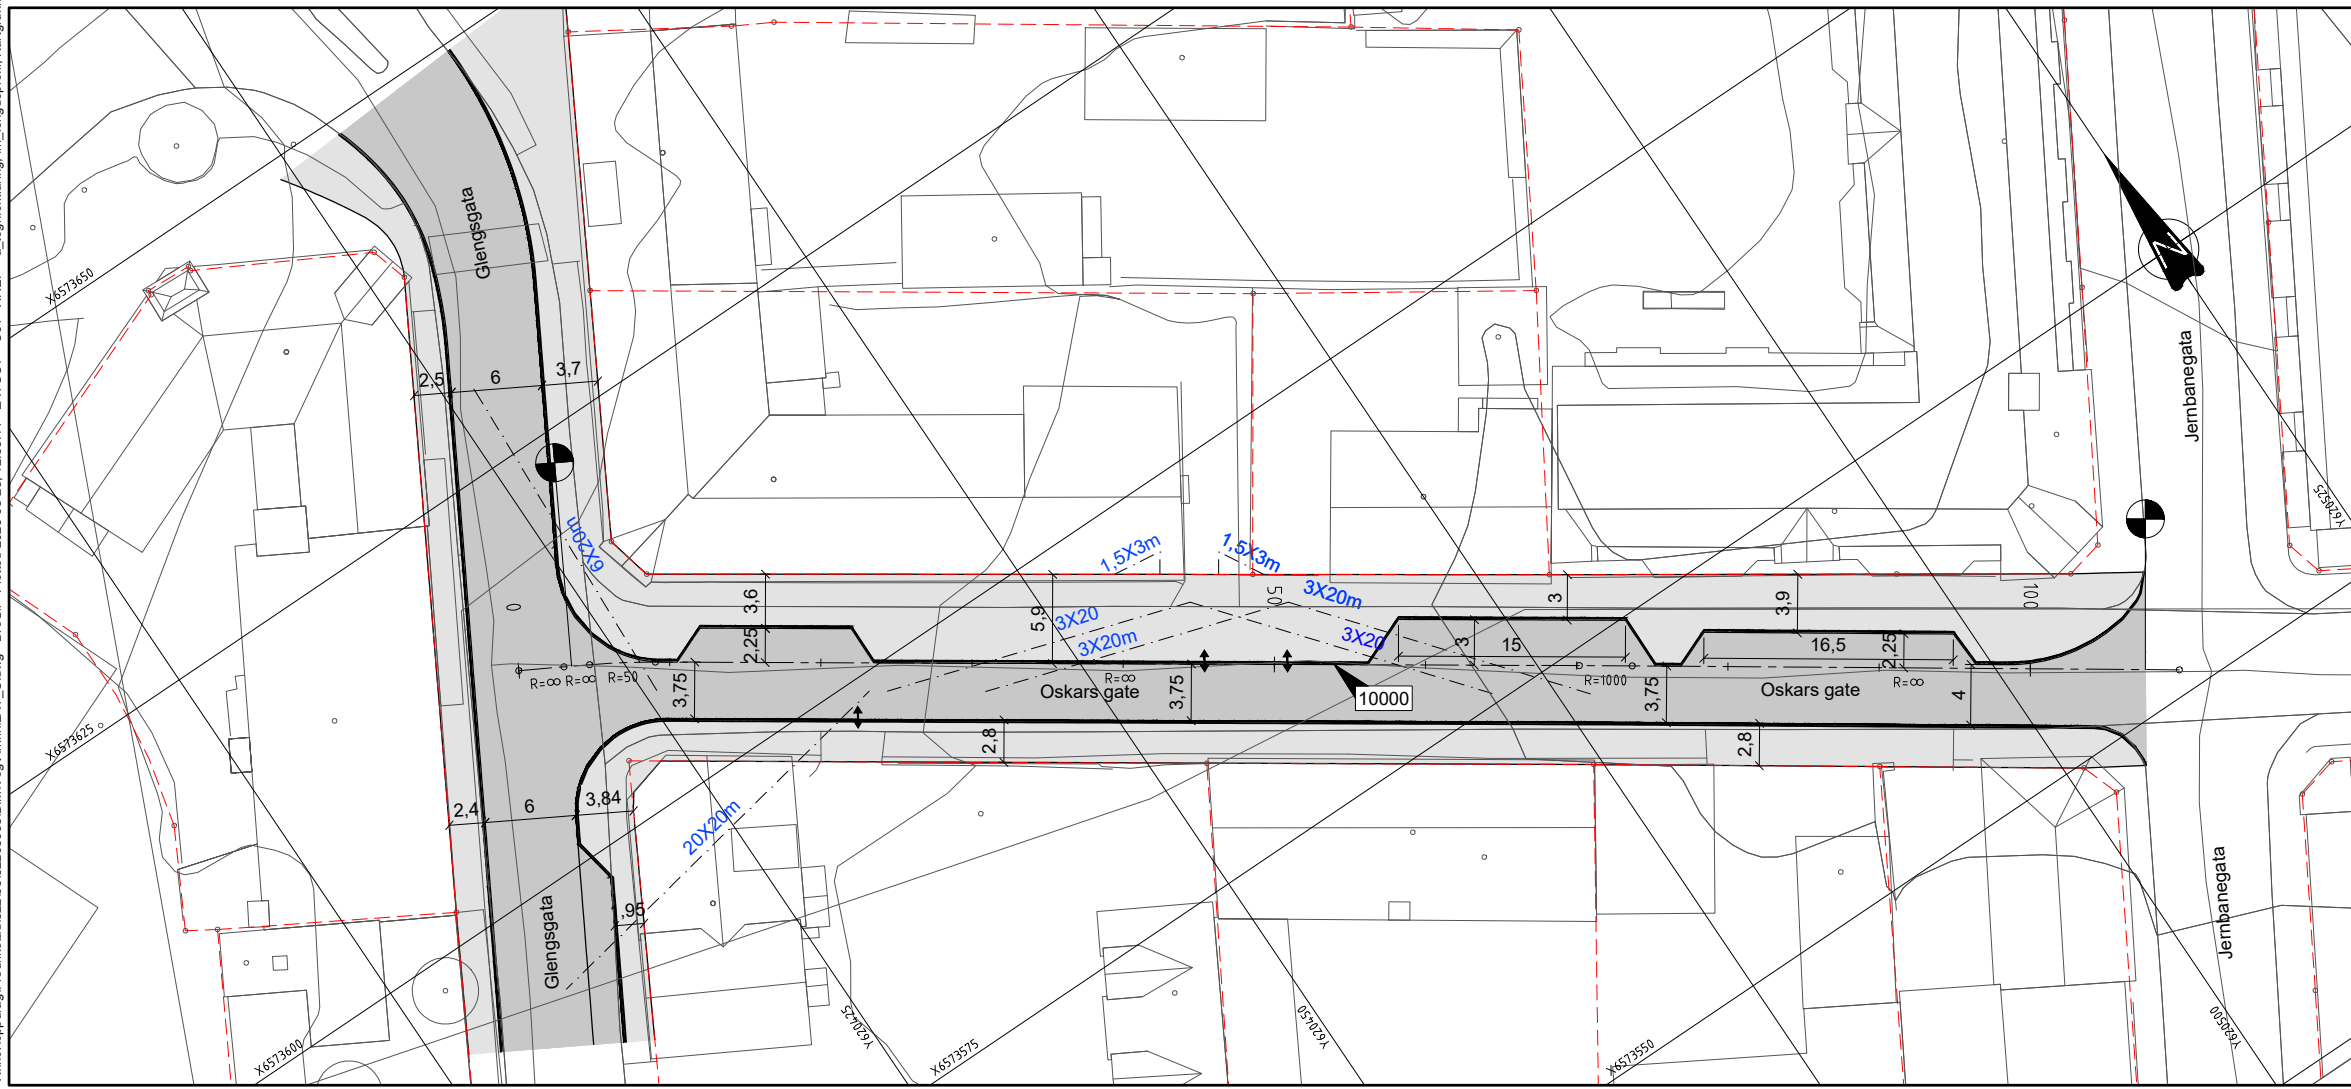 Glengsgata
X6573650
2,5
6
3,7
Jernbanegata
Y620525
6X20m
1,5X3m
1,5X3m
0
3,6
5,9
50
3X20m
3
3,9
100
3X20
3X20m
3X20
2,25
3
15
16,5
2,25
R=∞
R=∞
R=50
R=∞
R=1000
R=∞
3,75
Oskars gate
3,75
10000
3,75
Oskars gate
4
X6573625
2,8
2,8
2,4
6
3,84
20X20m
Glengsgata
,95
Jernbanegata
X6573600
Y620425
X6573575
Y620450
X6573550
Y620500
N